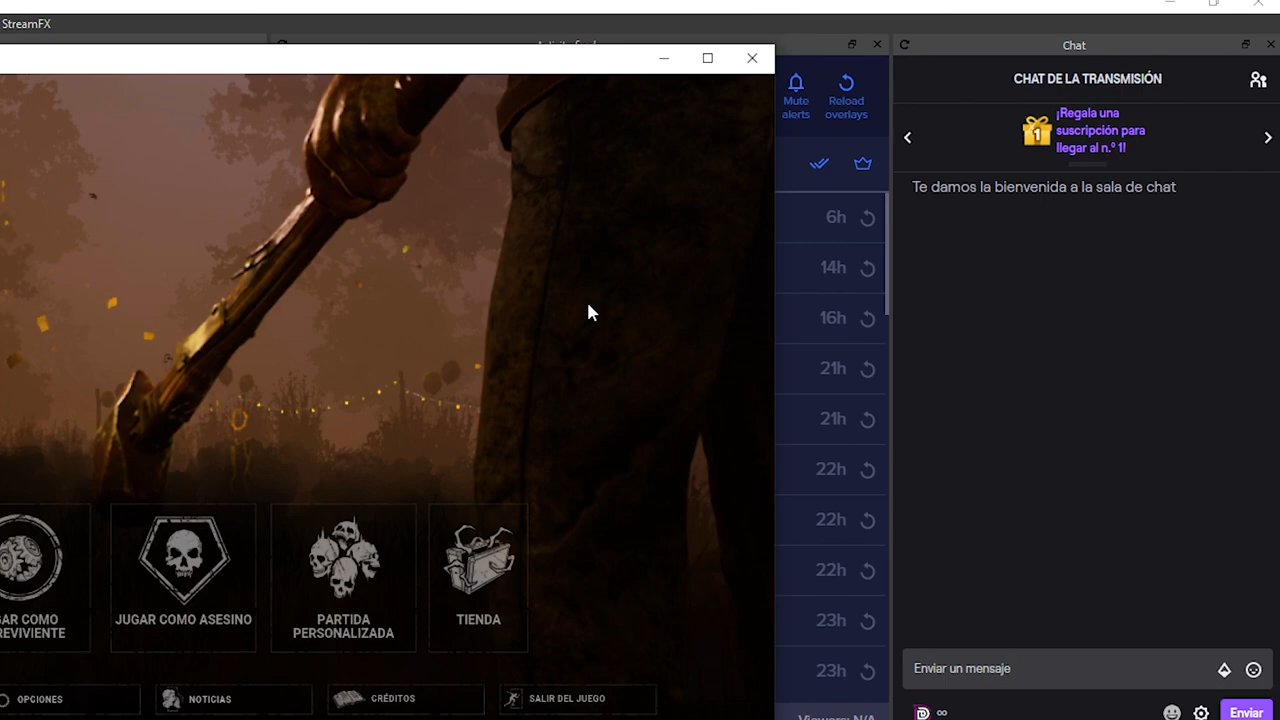 StreamFX
Chat
Mute
alerts
Reload
overlays
6h
14h
16h
21h
21h
22h
22h
22h
23h
23h
CHAT DE LA TRANSMISIÓN
1
¡Regala una
suscripción para
llegar al n.º 1!
Te damos la bienvenida a la sala de chat
JUGAR COMO ASESINO
PARTIDA
PERSONALIZADA
TIENDA
OPCIONES
NOTICIAS
CRÉDITOS
SALIR DEL JUEGO
Enviar un mensaje
Enviar